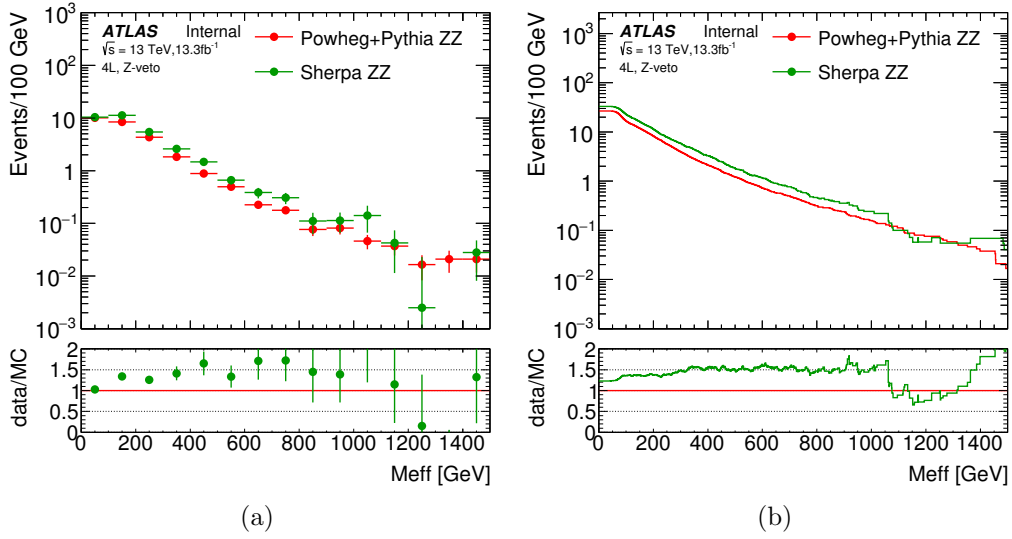 ATLAS Internal
√s = 13 TeV,13.3fb⁻¹
4L, Z-veto
Powheg+Pythia ZZ
Sherpa ZZ
Events/100 GeV
10³
10²
10
1
10⁻¹
10⁻²
10⁻³
data/MC
2
1.5
1
0.5
0
0 200 400 600 800 1000 1200 1400
Meff [GeV]
(a)
ATLAS Internal
√s = 13 TeV,13.3fb⁻¹
4L, Z-veto
Powheg+Pythia ZZ
Sherpa ZZ
Events/100 GeV
10³
10²
10
1
10⁻¹
10⁻²
10⁻³
data/MC
2
1.5
1
0.5
0
0 200 400 600 800 1000 1200 1400
Meff [GeV]
(b)